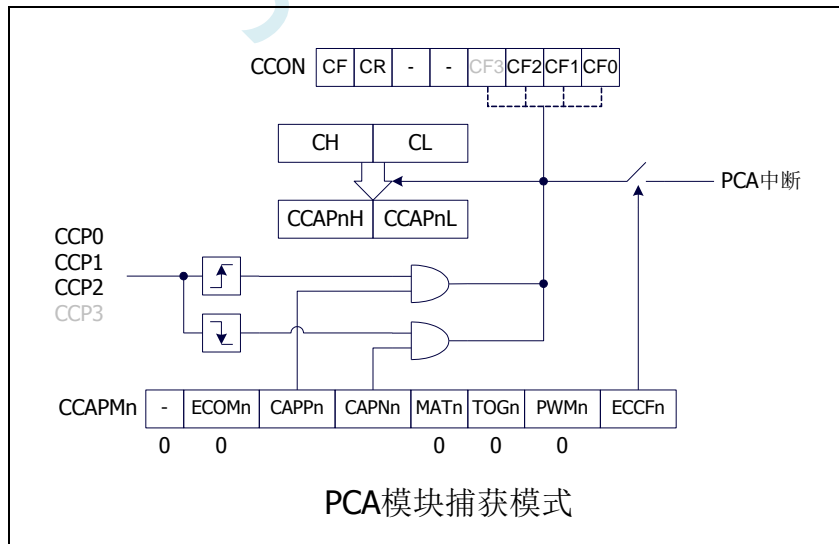 CCON CF CR - - CF3 CF2 CF1 CF0
CH CL
PCA中断
CCAPnH CCAPnL
CCP0
CCP1
CCP2
CCP3
CCAPMn - ECOMn CAPPn CAPNn MATn TOGn PWMn ECCFn
0 0 0 0 0
PCA模块捕获模式